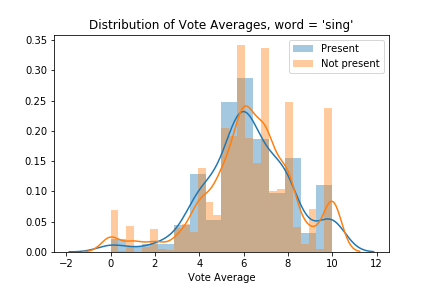 Distribution of Vote Averages, word = 'sing'
Present
Not present
0.35
0.30
0.25
0.20
0.15
0.10
0.05
0.00
−2 0 2 4 6 8 10 12
Vote Average